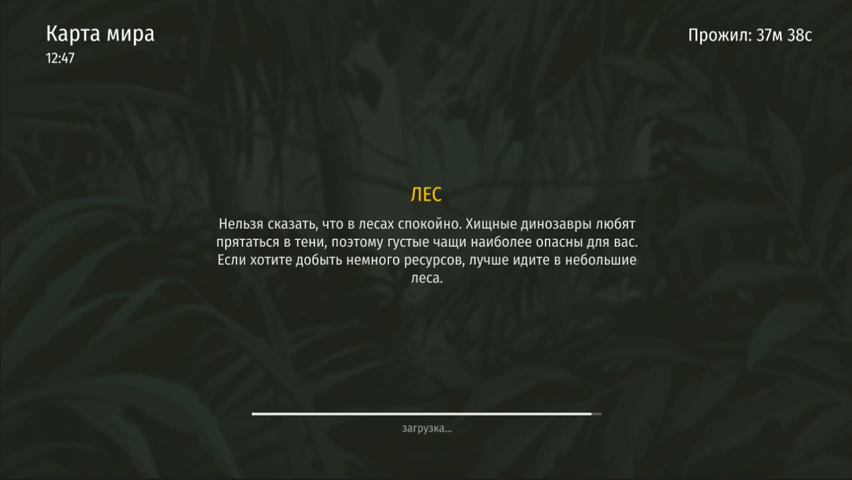 Карта мира
12:47
Прожил: 37м 38с
ЛЕС
Нельзя сказать, что в лесах спокойно. Хищные динозавры любят
прятаться в тени, поэтому густые чащи наиболее опасны для вас.
Если хотите добыть немного ресурсов, лучше идите в небольшие
леса.
загрузка...